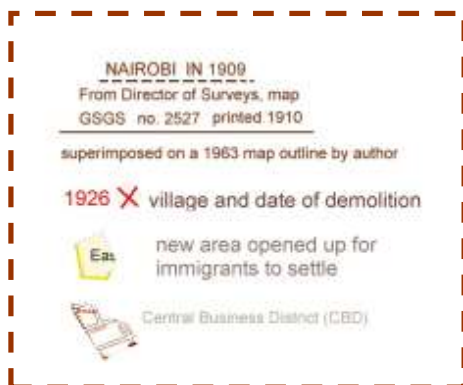 NAIROBI IN 1909
From Director of Surveys, map
GSGS no. 2527 printed 1910
superimposed on a 1963 map outline by author
1926 X village and date of demolition
Eas
new area opened up for
immigrants to settle
Central Business District (CBD)